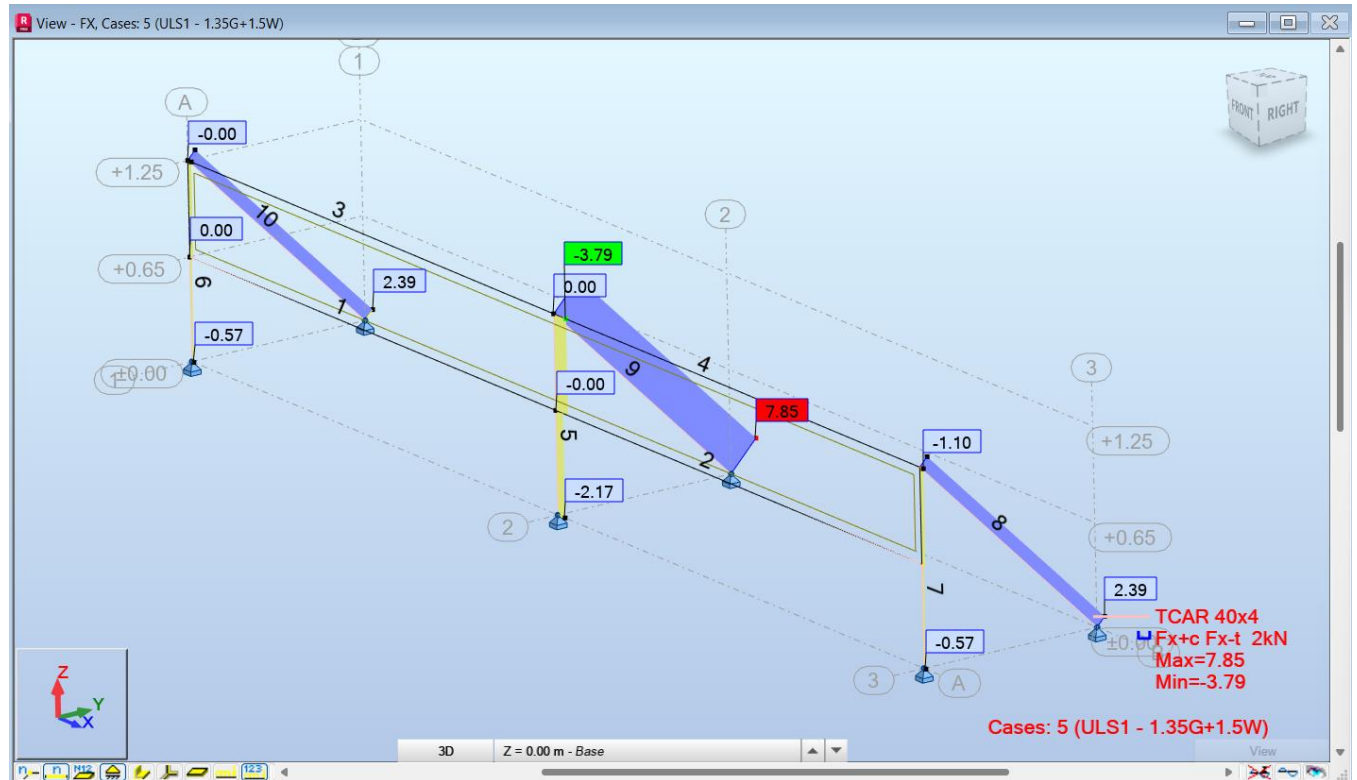 View - FX, Cases: 5 (ULS1 - 1.35G+1.5W)
1
A
-0.00
+1.25
3
10
2
FRONT
RIGHT
0.00
-3.79
+0.65
0.00
2.39
6
1
4
9
3
-0.57
-0.00
7.85
±0.00
1
5
2
-1.10
+1.25
-2.17
2
8
+0.65
7
2.39
TCAR 40x4
Fx+c Fx-t 2kN
Max=7.85
Min=-3.79
-0.57
3
A
Z
Y
X
Cases: 5 (ULS1 - 1.35G+1.5W)
3D
Z = 0.00 m - Base
View